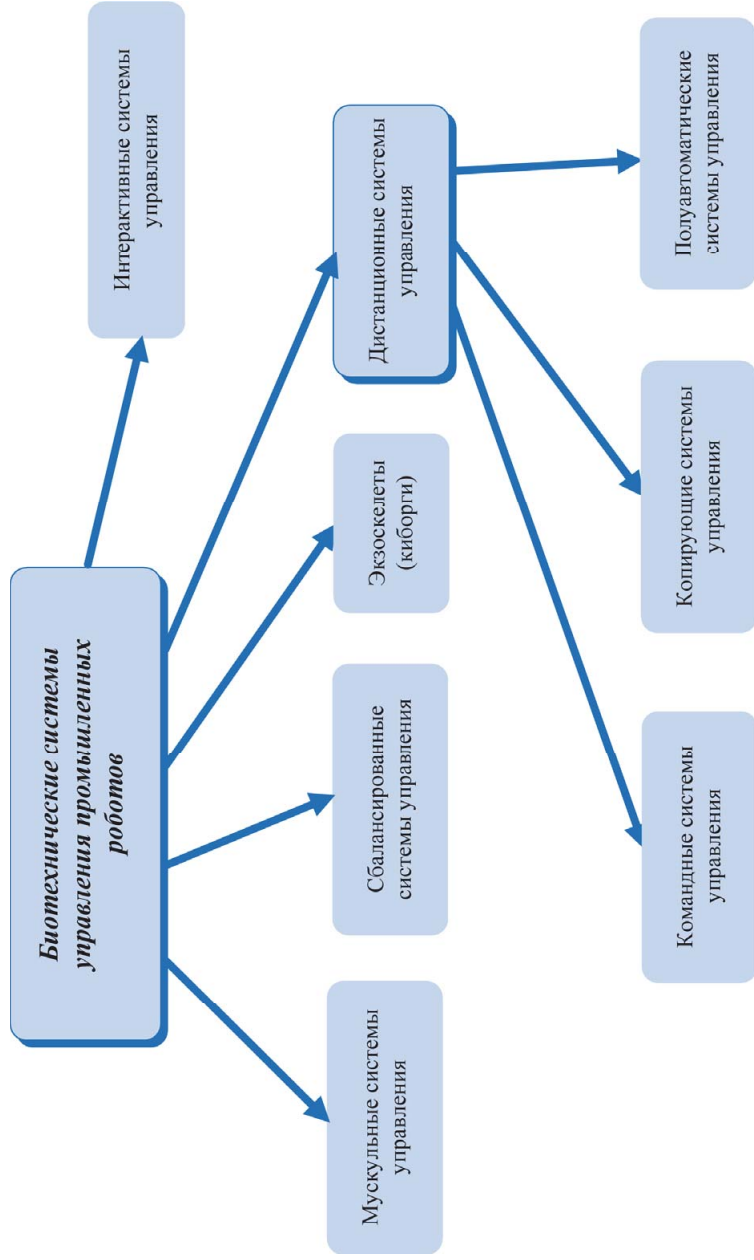 Биотехнические системы
управления промышленных
роботов
Интерактивные системы
управления
Мускульные системы
управления
Сбалансированные
системы управления
Экзоскелеты
(киборги)
Дистанционные системы
управления
Командные системы
управления
Копирующие системы
управления
Полуавтоматические
системы управления